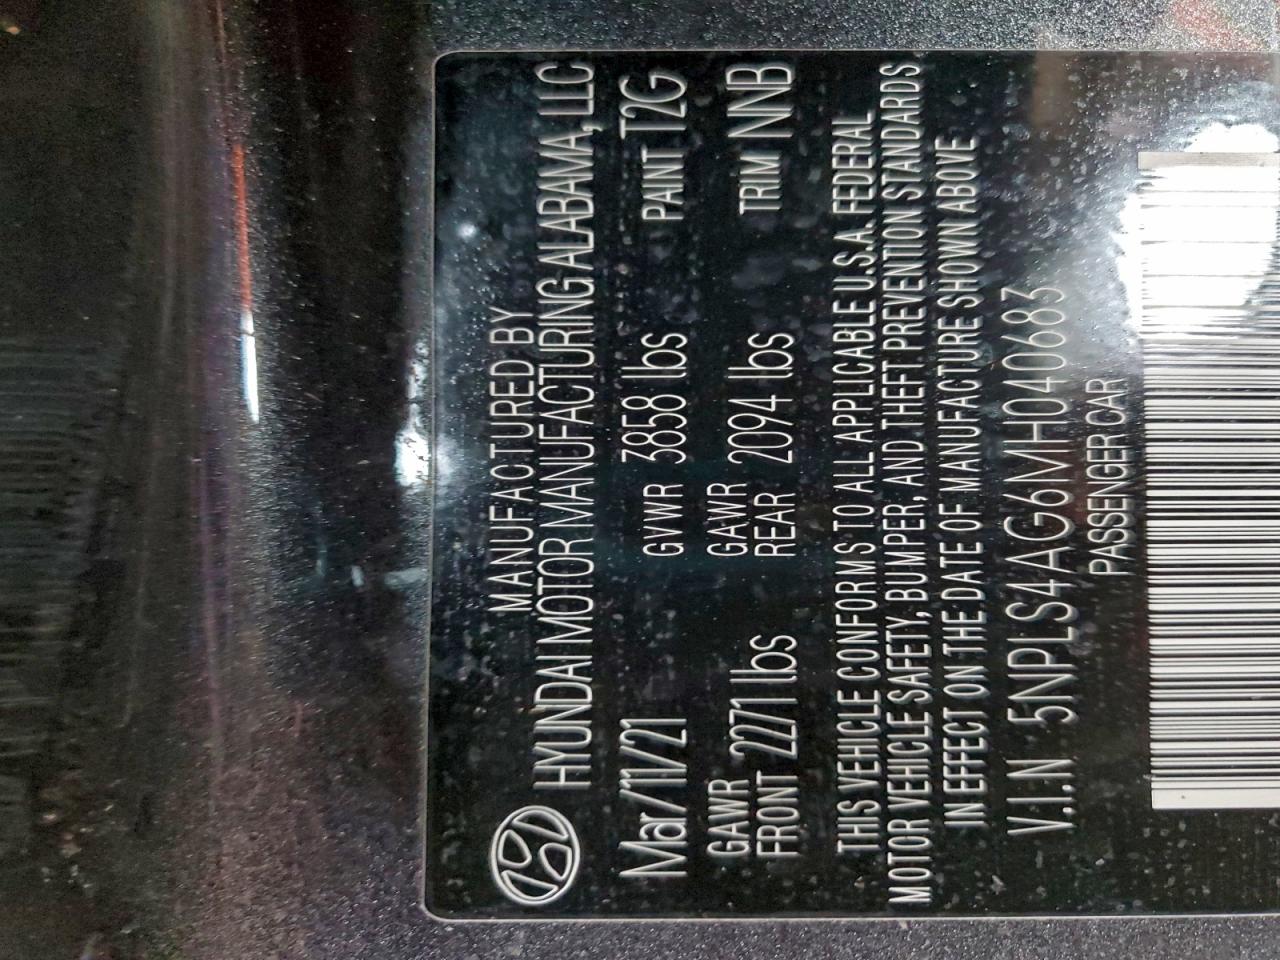 MANUFACTURED BY
HYUNDAI MOTOR MANUFACTURING ALABAMA, LLC
Mar/11/21 GVWR 3858 lbs PAINT T2G
GAWR FRONT 2271 lbs GAWR REAR 2094 lbs TRIM NNB
THIS VEHICLE CONFORMS TO ALL APPLICABLE U.S.A. FEDERAL
MOTOR VEHICLE SAFETY, BUMPER, AND THEFT PREVENTION STANDARDS
IN EFFECT ON THE DATE OF MANUFACTURE SHOWN ABOVE
V.I.N 5NPLS4AG6MH040683
PASSENGER CAR